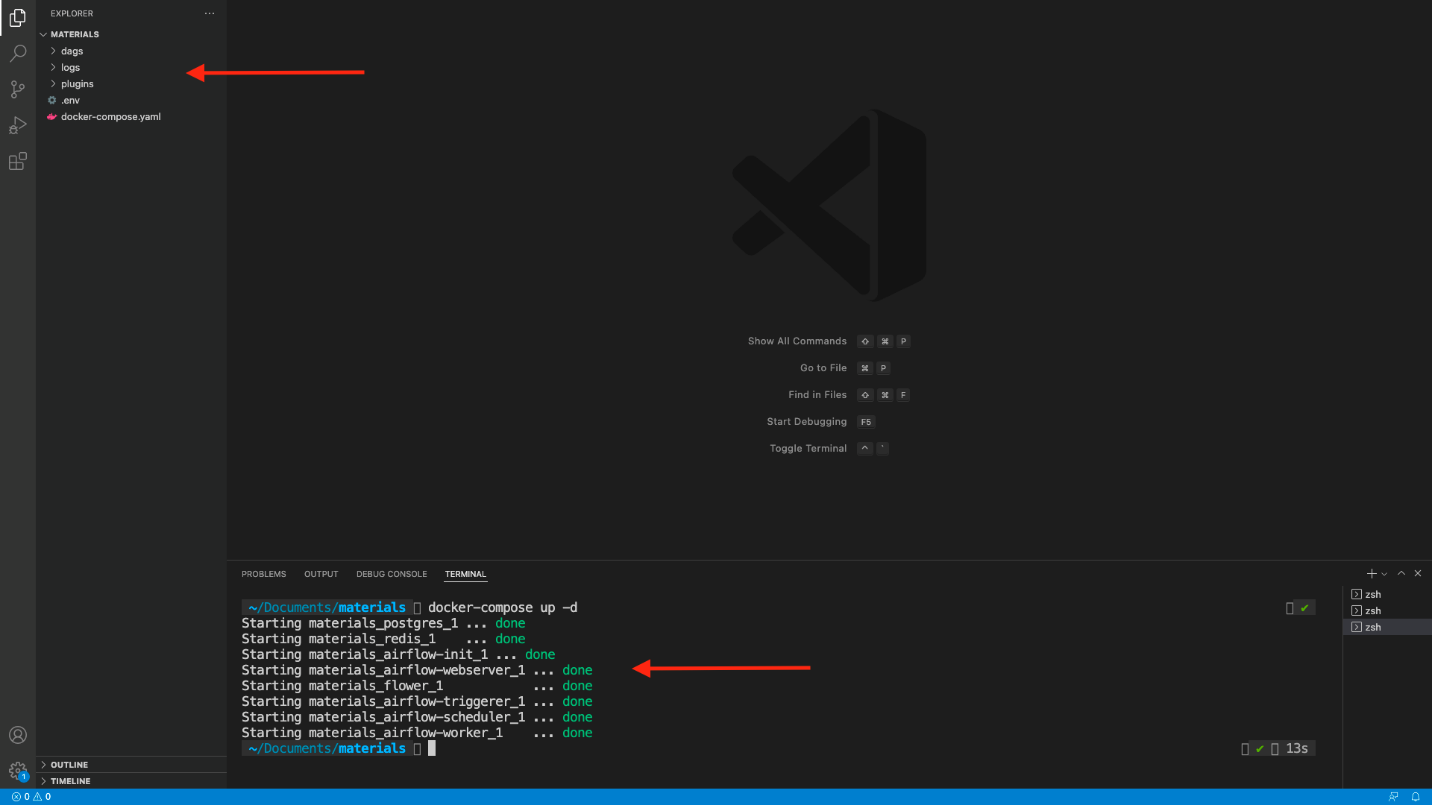 EXPLORER
MATERIALS
dags
logs
plugins
.env
docker-compose.yaml
Show All Commands ⇧ ⌘ P
Go to File ⌘ P
Find in Files ⇧ ⌘ F
Start Debugging F5
Toggle Terminal ^ `
PROBLEMS OUTPUT DEBUG CONSOLE TERMINAL
~/Documents/materials docker-compose up -d
Starting materials_postgres_1 ... done
Starting materials_redis_1 ... done
Starting materials_airflow-init_1 ... done
Starting materials_airflow-webserver_1 ... done
Starting materials_flower_1 ... done
Starting materials_airflow-triggerer_1 ... done
Starting materials_airflow-scheduler_1 ... done
Starting materials_airflow-worker_1 ... done
~/Documents/materials
13s
zsh
zsh
zsh
OUTLINE
TIMELINE
1
0 0